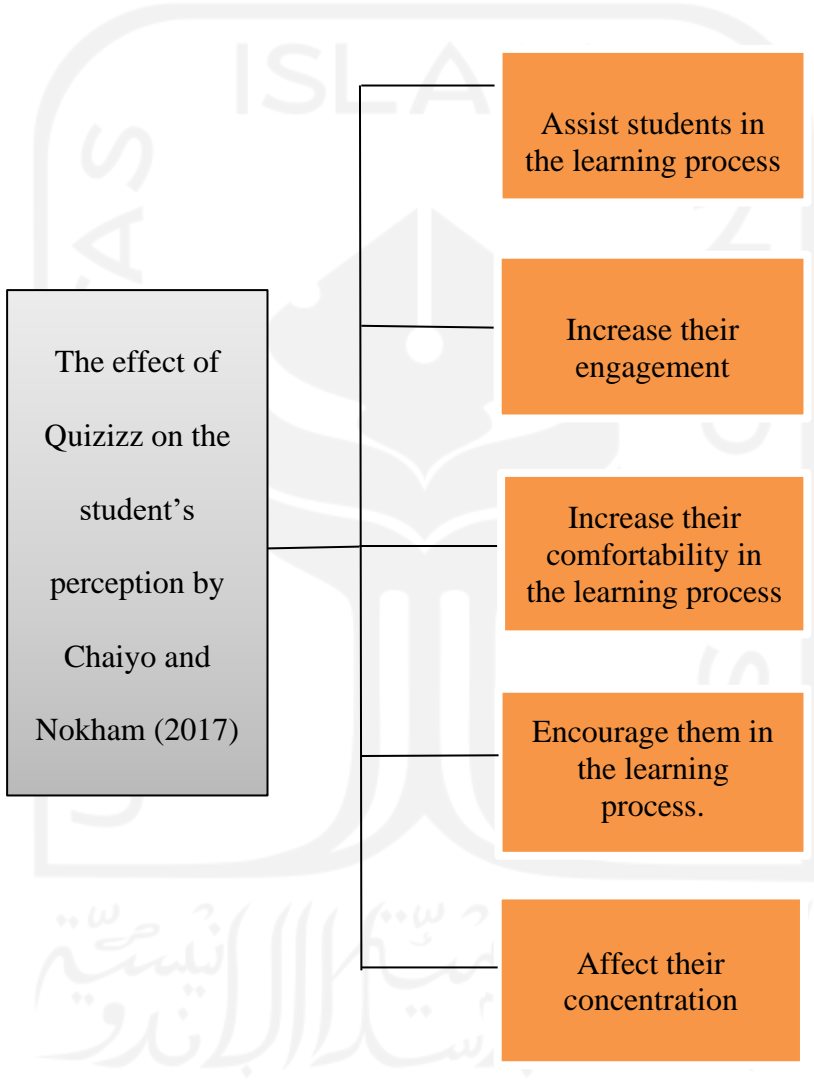 The effect of
Quizizz on the
student’s
perception by
Chaiyo and
Nokham (2017)
Assist students in
the learning process
Increase their
engagement
Increase their
comfortability in
the learning process
Encourage them in
the learning
process.
Affect their
concentration